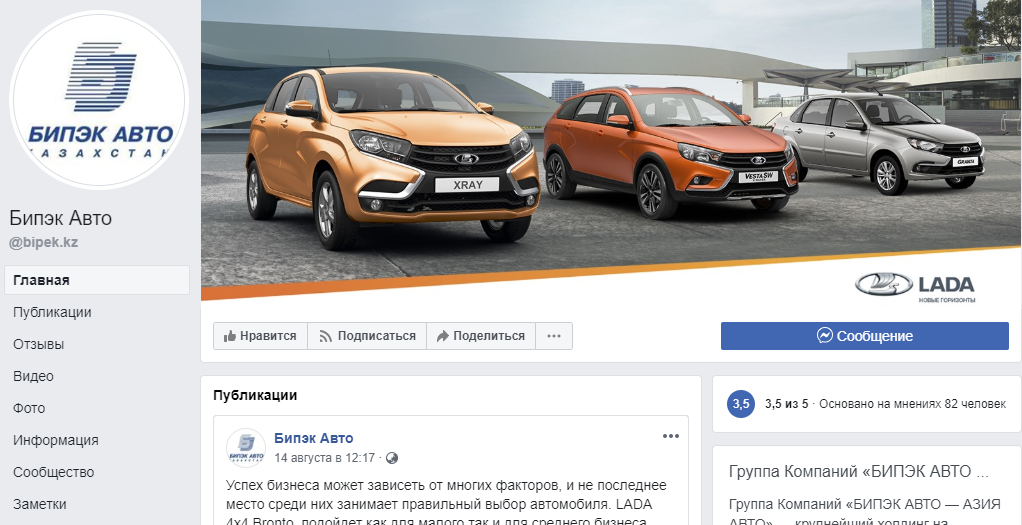 БИПЭК АВТО
КАЗАХСТАН
Бипэк Авто
@bipek.kz
Главная
Публикации
Отзывы
Видео
Фото
Информация
Сообщество
Заметки
XRAY
VESTA SW
GRANTA
LADA
НОВЫЕ ГОРИЗОНТЫ
Нравится
Подписаться
Поделиться
...
Сообщение
Публикации
Бипэк Авто
...
14 августа в 12:17 ·
Успех бизнеса может зависеть от многих факторов, и не последнее
место среди них занимает правильный выбор автомобиля. LADA
4x4 Bronto, подойдет как для малого так и для среднего бизнеса
3,5
3,5 из 5 · Основано на мнениях 82 человек
Группа Компаний «БИПЭК АВТО ...
Группа Компаний «БИПЭК АВТО — АЗИЯ
АВТО» — крупнейший холдинг на